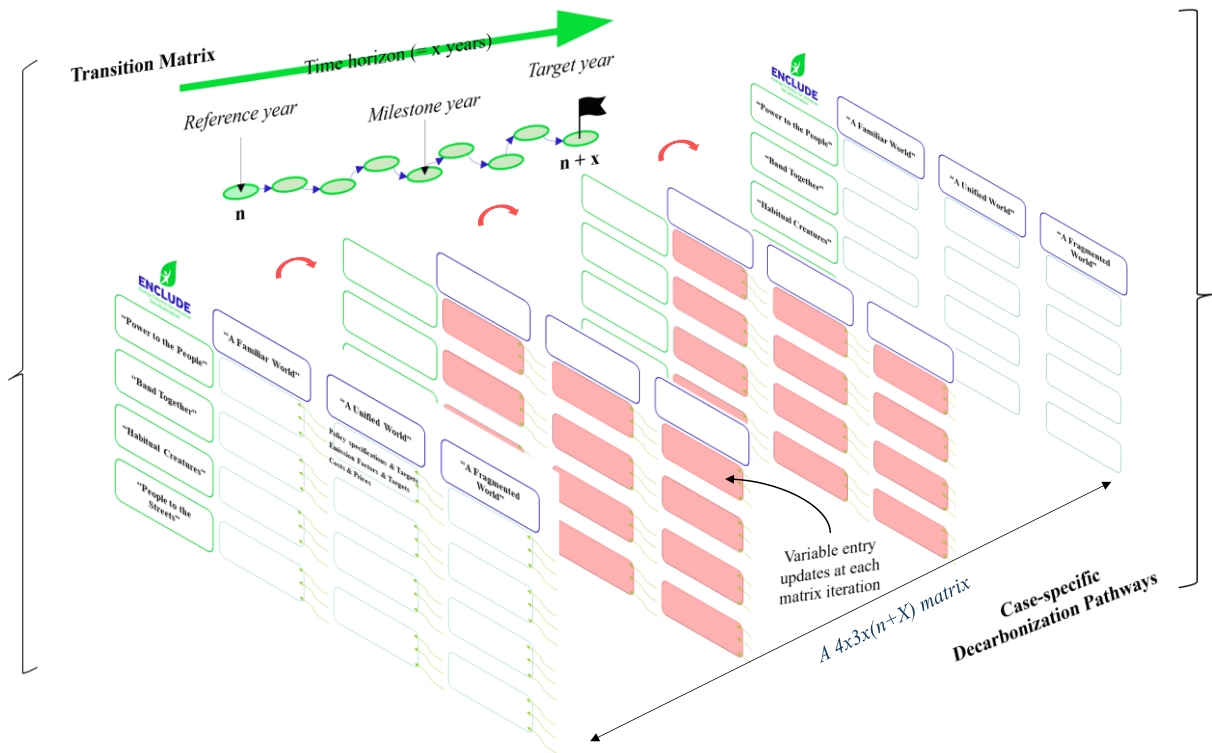 Transition Matrix
Time horizon (= x years)
Target year
Reference year
Milestone year
n + x
n
ENCLUDE
"Power to the People"
"Band Together"
"Habitual Creatures"
"A Familiar World"
"A Unified World"
"A Fragmented
World"
ENCLUDE
"Power to the People"
"Band Together"
"Habitual Creatures"
"People to the
Streets"
"A Familiar World"
"A Unified World"
Policy specifications & Targets
Emission Factors & Targets
Costs & Prices
"A Fragmented
World"
Variable entry
updates at each
matrix iteration
A 4x3x(n+X) matrix
Case-specific
Decarbonization Pathways